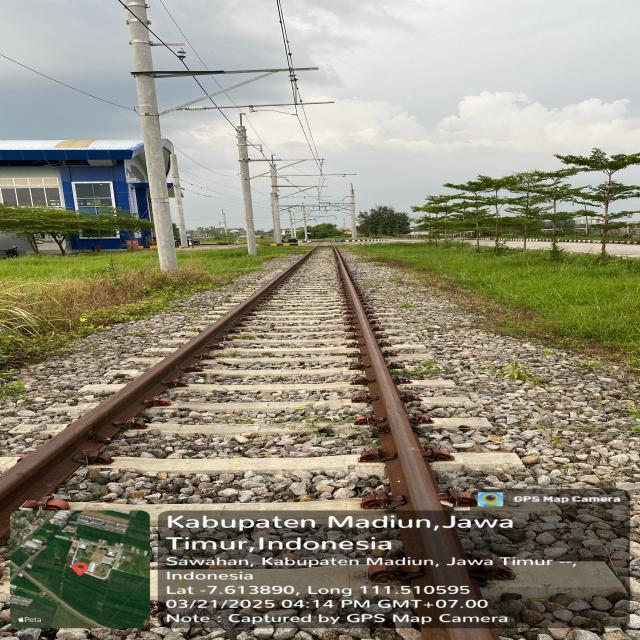 GPS Map Camera
Kabupaten Madiun,Jawa
Timur,Indonesia
Sawahan, Kabupaten Madiun, Jawa Timur --,
Indonesia
Lat -7.613890, Long 111.510595
03/21/2025 04:14 PM GMT+07.00
Note : Captured by GPS Map Camera
Peta